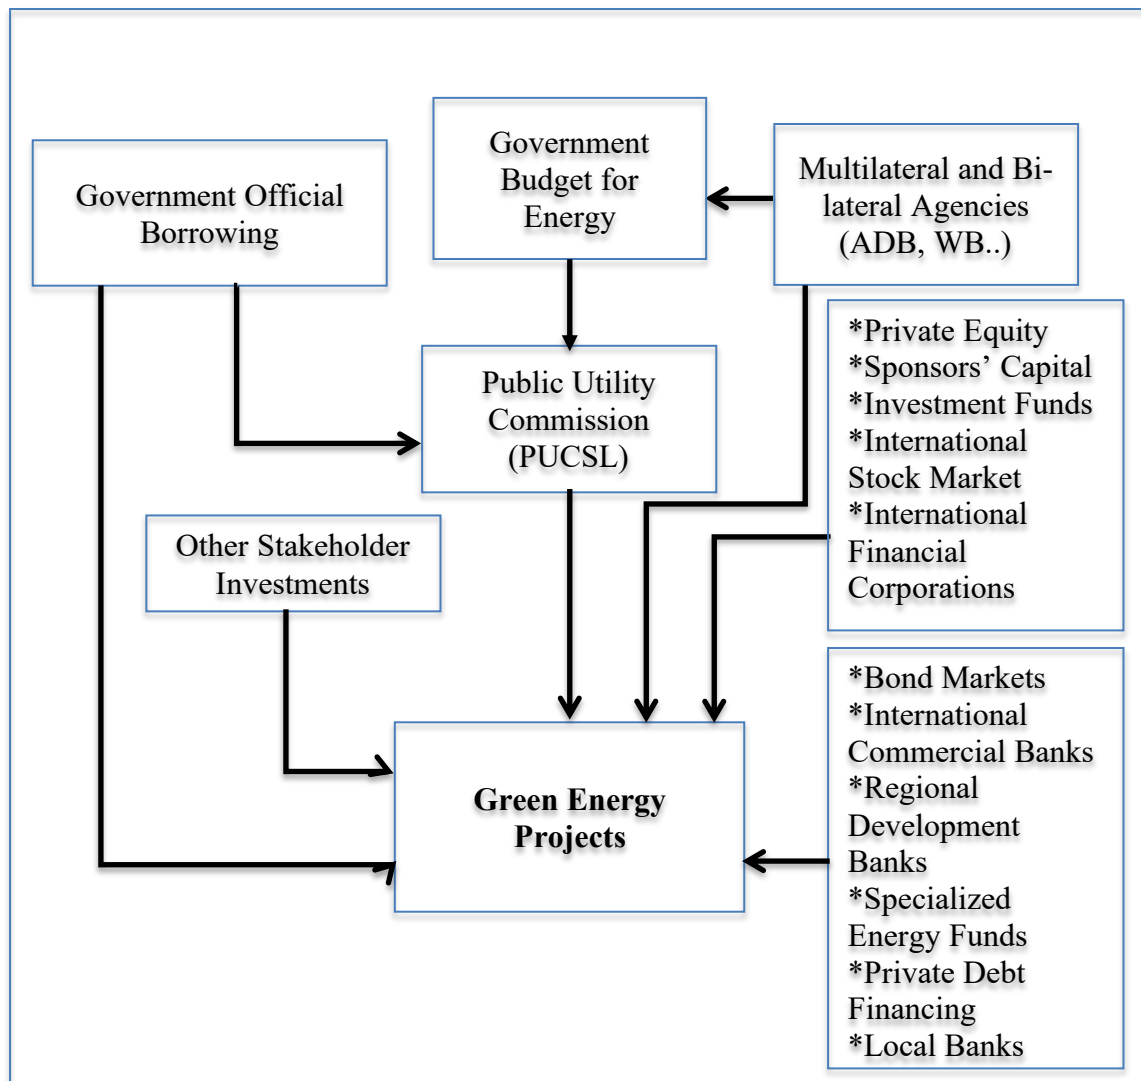 Government Official
Borrowing
Government
Budget for
Energy
Multilateral and Bi-
lateral Agencies
(ADB, WB..)
*Private Equity
*Sponsors’ Capital
*Investment Funds
*International
Stock Market
*International
Financial
Corporations
Public Utility
Commission
(PUCSL)
Other Stakeholder
Investments
*Bond Markets
*International
Commercial Banks
*Regional
Development
Banks
*Specialized
Energy Funds
*Private Debt
Financing
*Local Banks
Green Energy
Projects